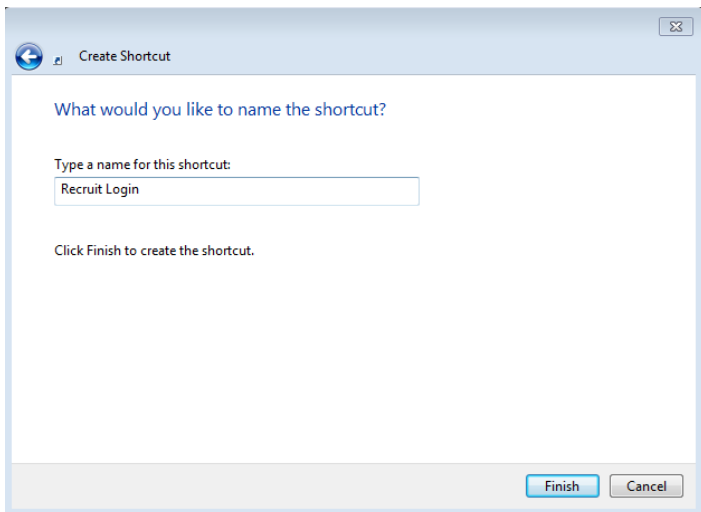 Create Shortcut
What would you like to name the shortcut?
Type a name for this shortcut:
Recruit Login
Click Finish to create the shortcut.
Finish Cancel